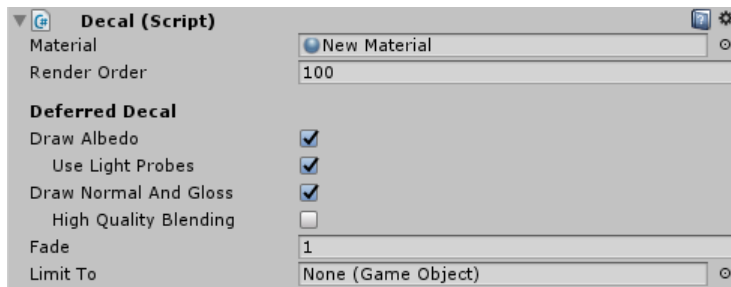 Decal (Script)
Material New Material
Render Order 100
Deferred Decal
Draw Albedo
Use Light Probes
Draw Normal And Gloss
High Quality Blending
Fade 1
Limit To None (Game Object)